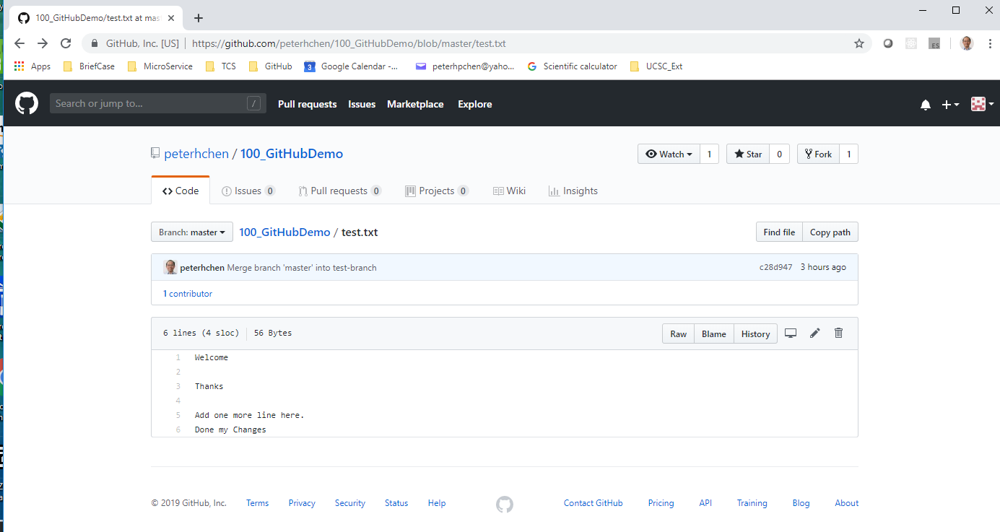 100_GitHubDemo/test.txt at mas
GitHub, Inc. [US] https://github.com/peterhchen/100_GitHubDemo/blob/master/test.txt
ES
Apps BriefCase MicroService TCS GitHub 3 Google Calendar -... peterhpchen@yaho... Scientific calculator UCSC_Ext
Search or jump to... / Pull requests Issues Marketplace Explore
peterhchen / 100_GitHubDemo Watch 1 Star 0 Fork 1
Code Issues 0 Pull requests 0 Projects 0 Wiki Insights
Branch: master 100_GitHubDemo / test.txt Find file Copy path
peterhchen Merge branch 'master' into test-branch c28d947 3 hours ago
1 contributor
6 lines (4 sloc) 56 Bytes Raw Blame History
1 Welcome
2
3 Thanks
4
5 Add one more line here.
6 Done my Changes
© 2019 GitHub, Inc. Terms Privacy Security Status Help Contact GitHub Pricing API Training Blog About